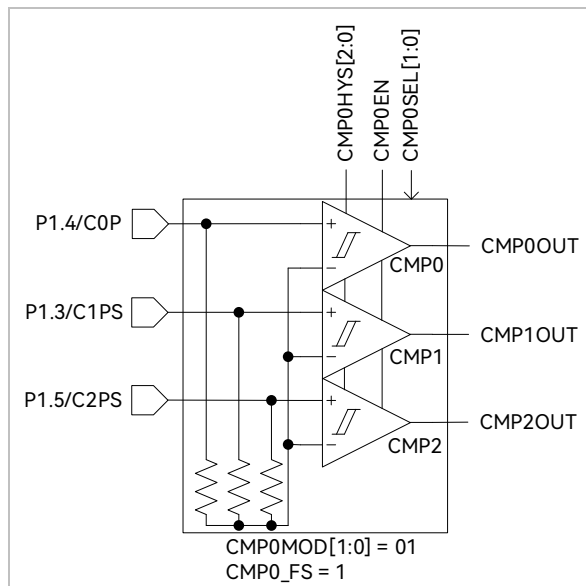 CMP0HYS[2:0]
CMP0EN
CMP0SEL[1:0]
P1.4/C0P
+
−
CMP0
CMP0OUT
P1.3/C1PS
+
−
CMP1
CMP1OUT
P1.5/C2PS
+
−
CMP2
CMP2OUT
CMP0MOD[1:0] = 01
CMP0_FS = 1